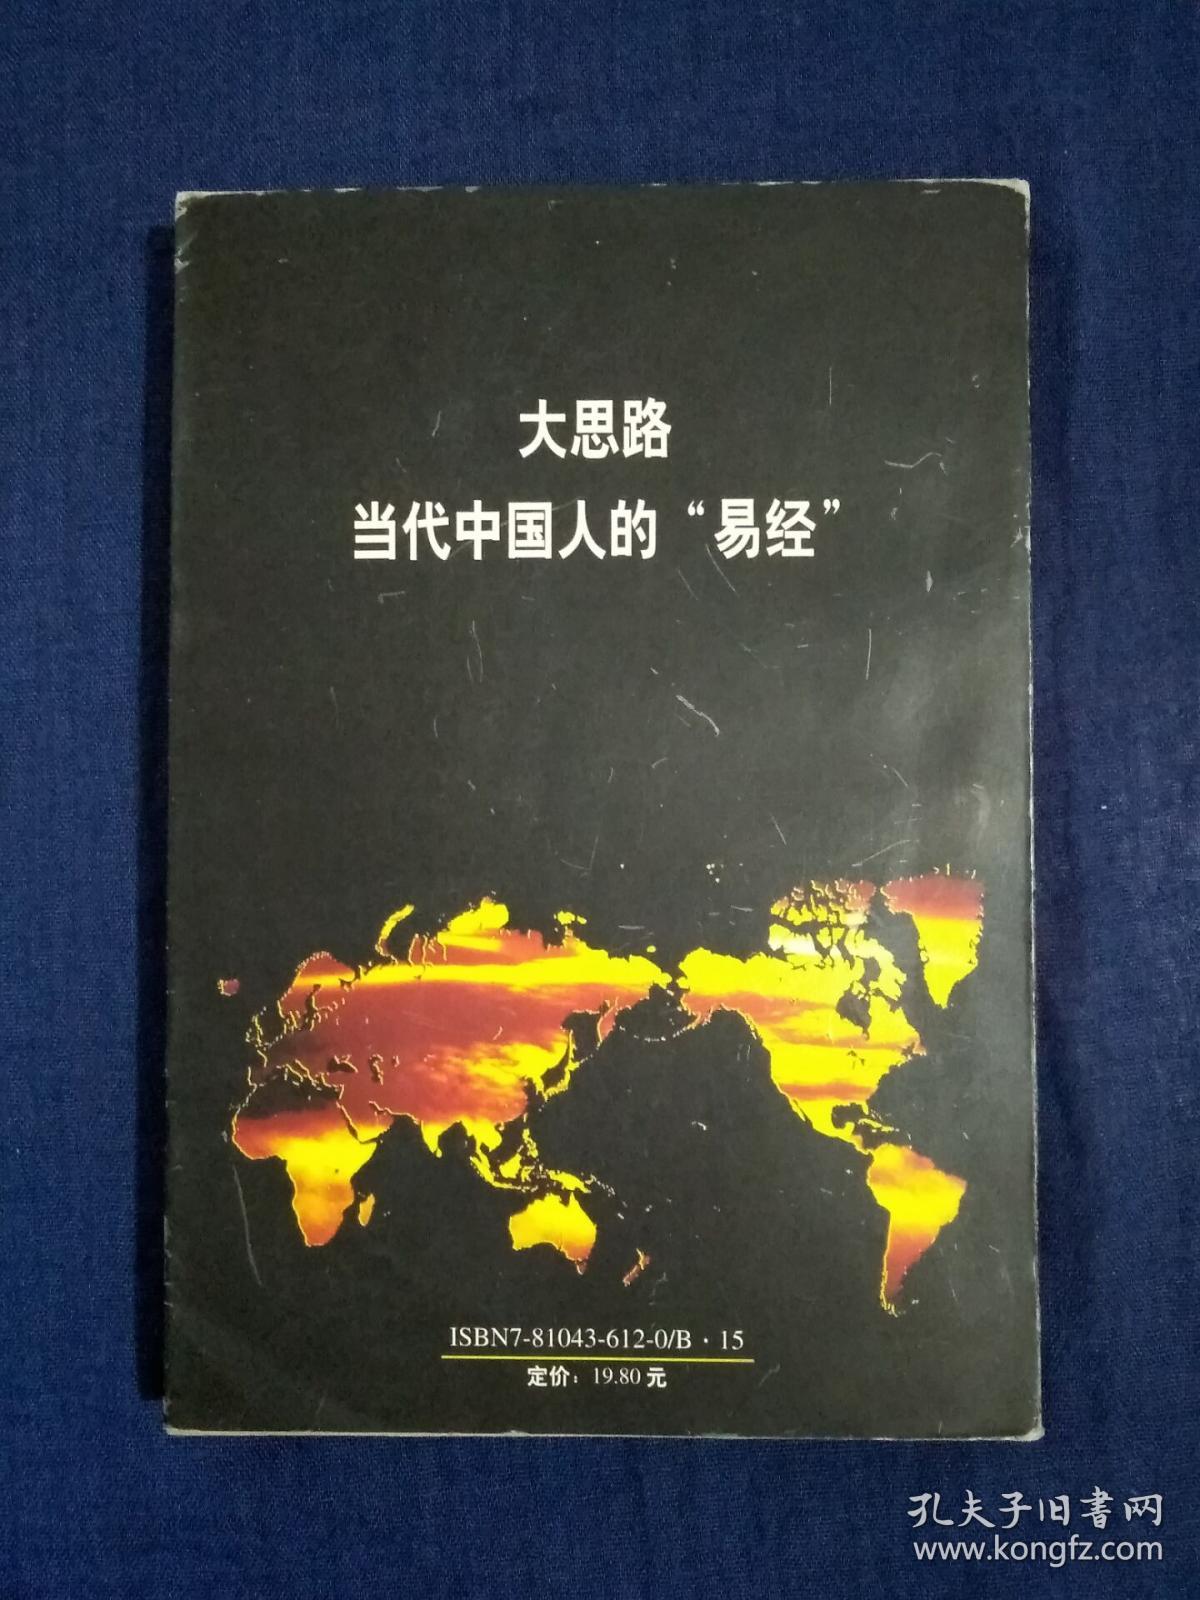 大思路
当代中国人的“易经”
ISBN7-81043-612-0/B·15
定价：19.80元
孔夫子旧書网
www.kongfz.com